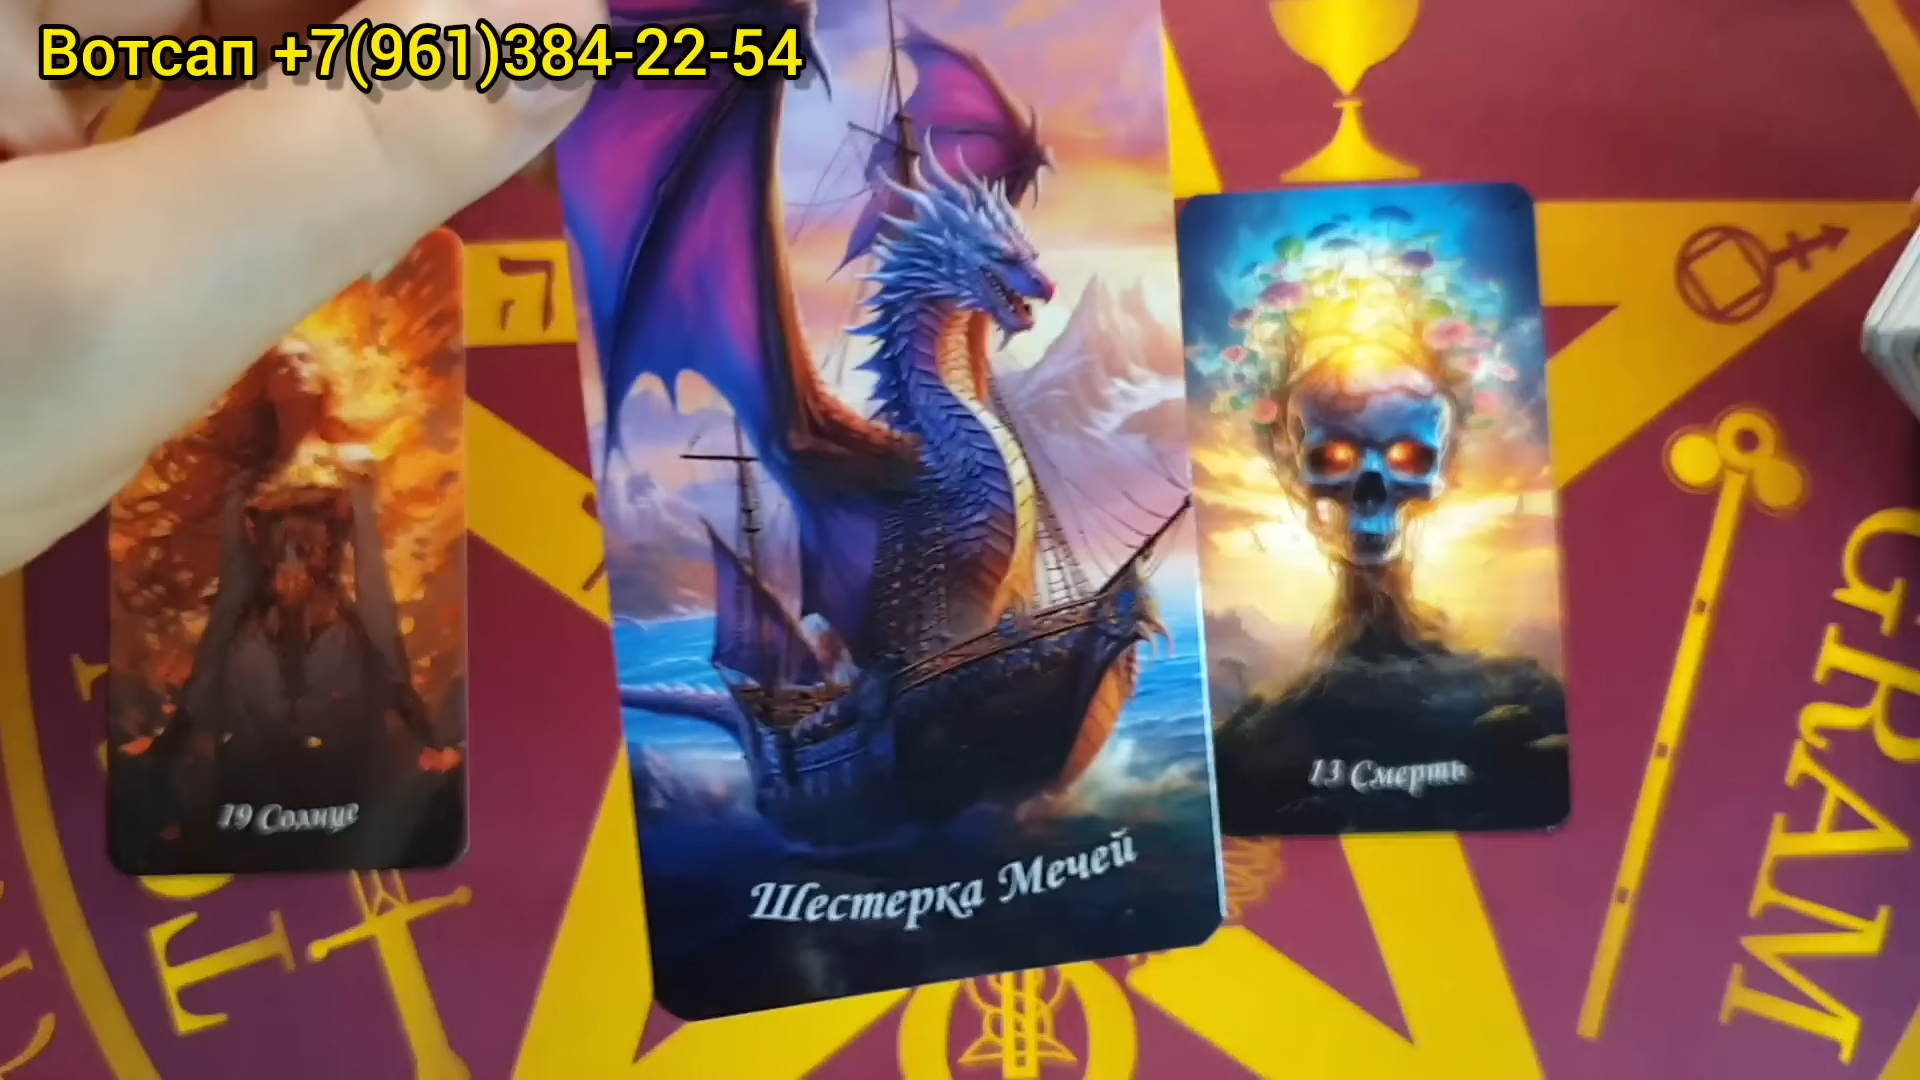 Вотсап +7(961)384-22-54
ה
19 Солнце
Шестерка Мечей
13 Смерть
GRAM